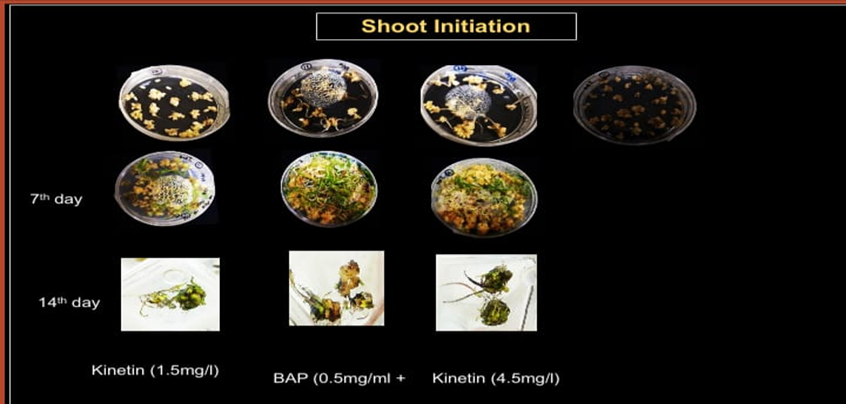 Shoot Initiation
7th day
14th day
Kinetin (1.5mg/l)
BAP (0.5mg/ml +
Kinetin (4.5mg/l)